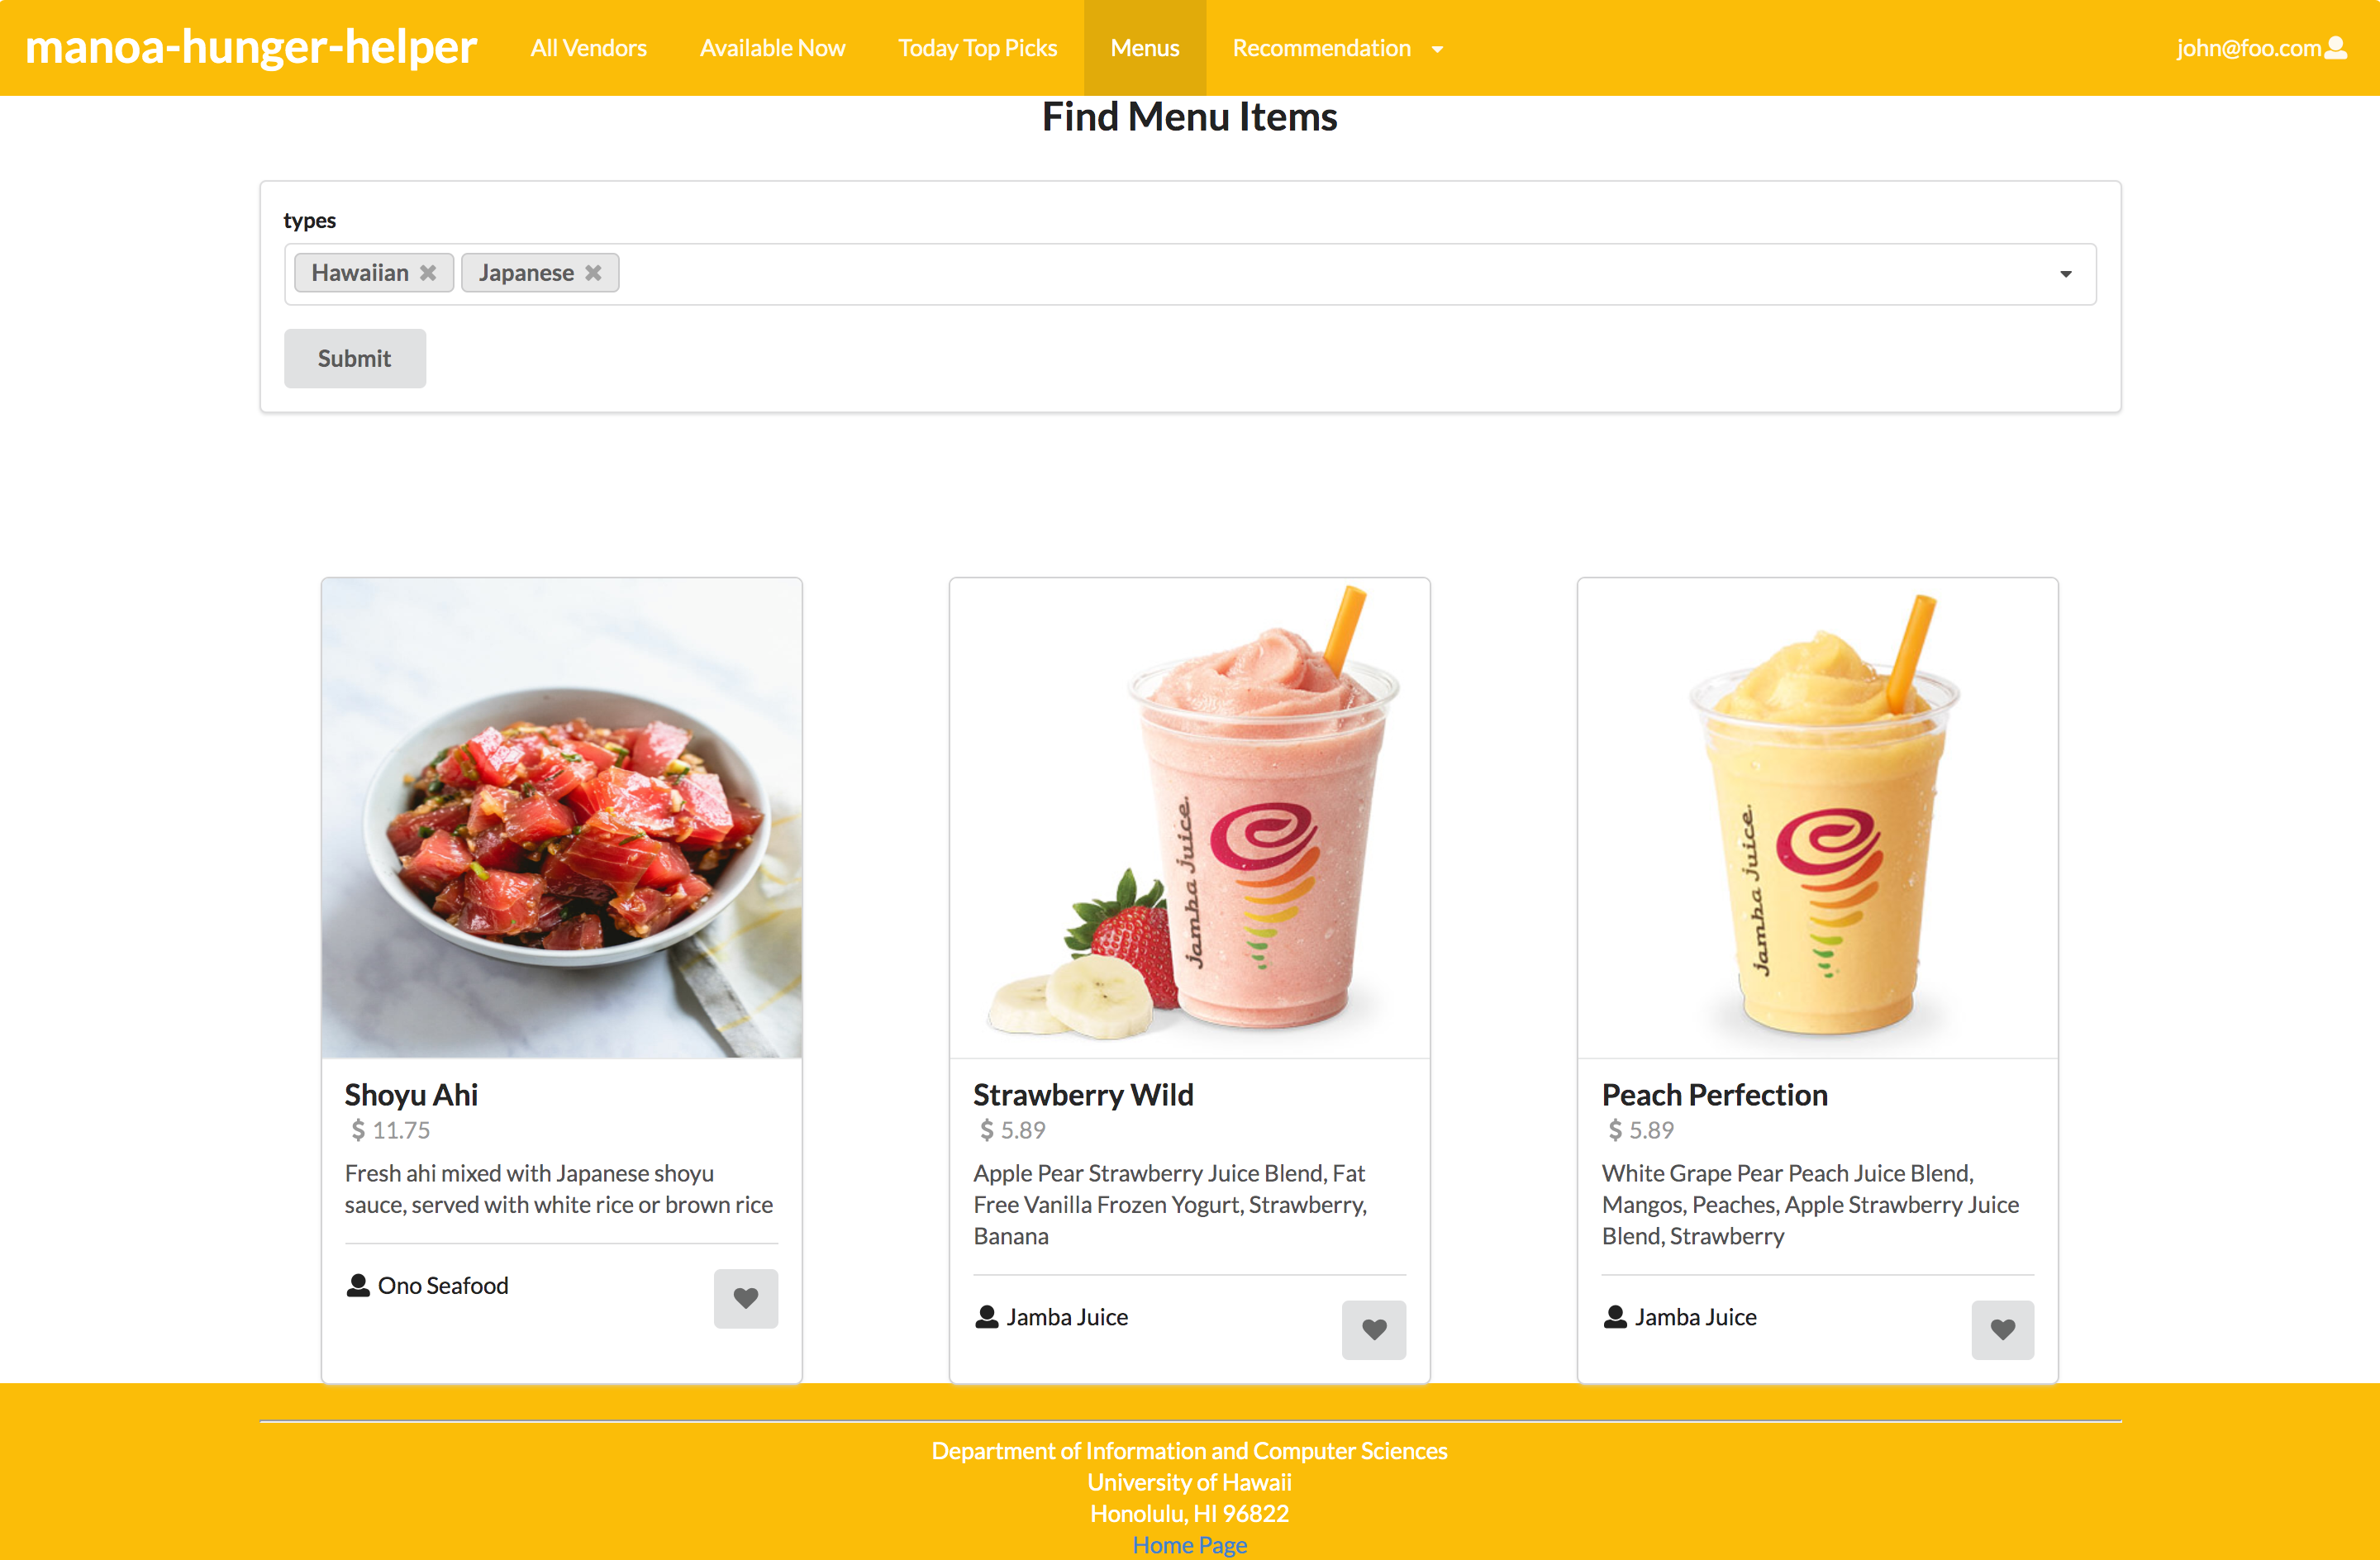 manoa-hunger-helper
All Vendors
Available Now
Today Top Picks
Menus
Recommendation
john@foo.com
Find Menu Items
types
Hawaiian
Japanese
Submit
jamba juice.
jamba juice.
Shoyu Ahi
$ 11.75
Fresh ahi mixed with Japanese shoyu
sauce, served with white rice or brown rice
Ono Seafood
Strawberry Wild
$ 5.89
Apple Pear Strawberry Juice Blend, Fat
Free Vanilla Frozen Yogurt, Strawberry,
Banana
Jamba Juice
Peach Perfection
$ 5.89
White Grape Pear Peach Juice Blend,
Mangos, Peaches, Apple Strawberry Juice
Blend, Strawberry
Jamba Juice
Department of Information and Computer Sciences
University of Hawaii
Honolulu, HI 96822
Home Page